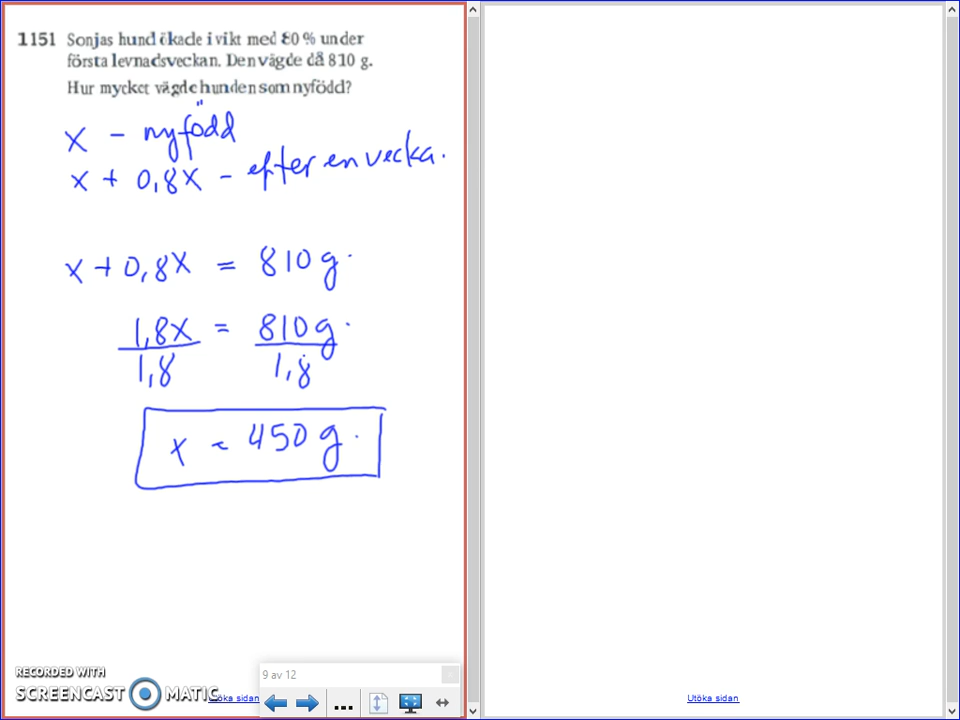 1151 Sonjas hund ökade i vikt med 80 % under
första levnadsveckan. Den vägde då 810 g.
Hur mycket vägde hunden som nyfödd?
x - nyfödd
x + 0,8x - efter en vecka.
x + 0,8x = 810 g.
1,8x = 810 g.
1,8 1,8
x = 450 g.
RECORDED WITH
SCREENCAST MATIC
Utöka sidan
9 av 12
...
Utöka sidan